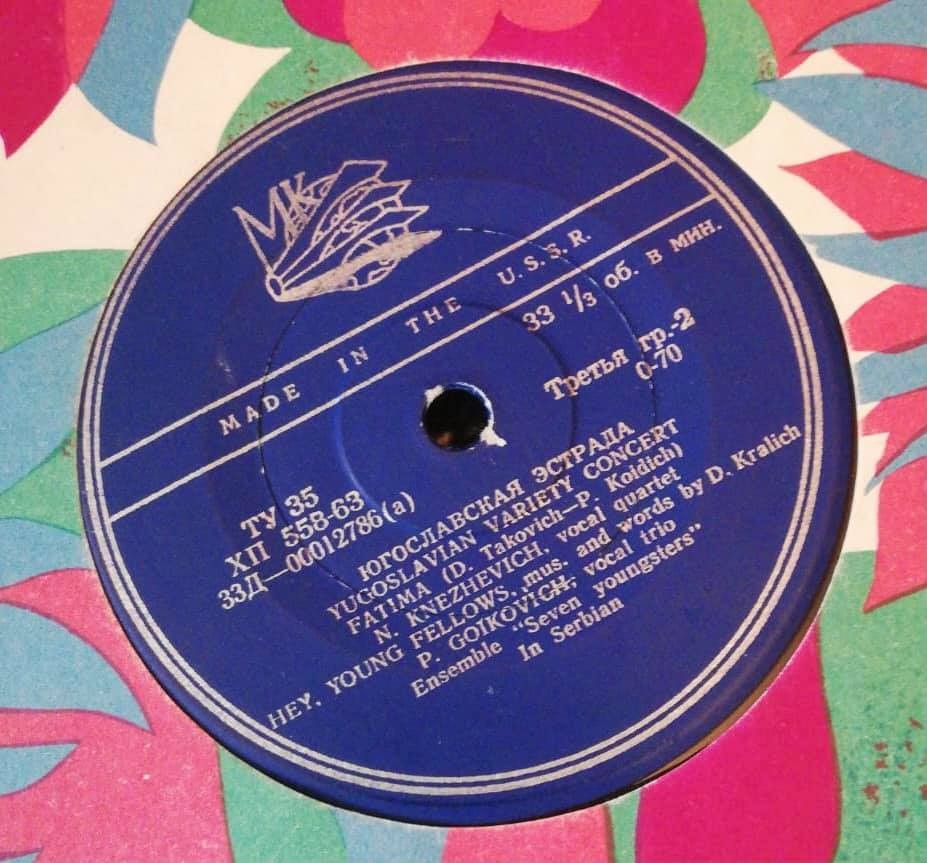 МК
MADE IN THE U.S.S.R.
33 1/3 об. в мин.
Третья гр.-2
0-70
ТУ 35
ХП 558-63
33Д—00012786(а)
ЮГОСЛАВСКАЯ ЭСТРАДА
YUGOSLAVIAN VARIETY CONCERT
FATIMA (D. Takovich—P. Koidich)
N. KNEZHEVICH, vocal quartet
HEY, YOUNG FELLOWS, mus. and words by D. Kralich
P. GOIKOVICH, vocal trio
Ensemble "Seven youngsters"
In Serbian